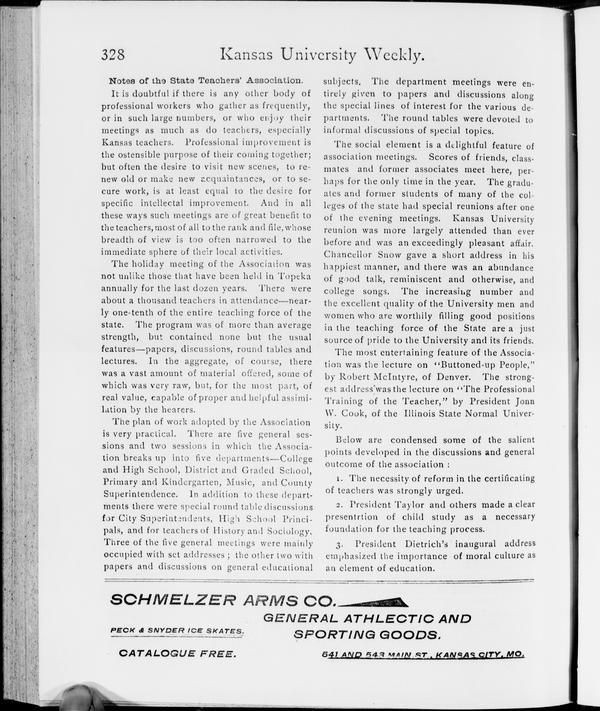 328
Kansas University Weekly.
Notes of the State Teachers' Association.
It is doubtful if there is any other body of
professional workers who gather as frequently,
or in such large numbers, or who enjoy their
meetings as much as do teachers, especially
Kansas teachers. Professional improvement is
the ostensible purpose of their coming together;
but often the desire to visit new scenes, to re-
new old or make new acquaintances, or to se-
cure work, is at least equal to the desire for
specific intellectal improvement. And in all
these ways such meetings are of great benefit to
the teachers, most of all to the rank and file, whose
breadth of view is too often narrowed to the
immediate sphere of their local activities.
The holiday meeting of the Association was
not unlike those that have been held in Topeka
annually for the last dozen years. There were
about a thousand teachers in attendance—near-
ly one-tenth of the entire teaching force of the
state. The program was of more than average
strength, but contained none but the usual
features—papers, discussions, round tables and
lectures. In the aggregate, of course, there
was a vast amount of material offered, some of
which was very raw, but, for the most part, of
real value, capable of proper and helpful assimi-
lation by the hearers.
The plan of work adopted by the Association
is very practical. There are five general ses-
sions and two sessions in which the Associa-
tion breaks up into five departments—College
and High School, District and Graded School,
Primary and Kindergarten, Music, and County
Superintendence. In addition to these depart-
ments there were special round table discussions
for City Superintendents, High School Princi-
pals, and for teachers of History and Sociology.
Three of the five general meetings were mainly
occupied with set addresses; the other two with
papers and discussions on general educational
subjects. The department meetings were en-
tirely given to papers and discussions along
the special lines of interest for the various de-
partments. The round tables were devoted to
informal discussions of special topics.
The social element is a delightful feature of
association meetings. Scores of friends, class-
mates and former associates meet here, per-
haps for the only time in the year. The gradu-
ates and former students of many of the col-
leges of the state had special reunions after one
of the evening meetings. Kansas University
reunion was more largely attended than ever
before and was an exceedingly pleasant affair.
Chancellor Snow gave a short address in his
happiest manner, and there was an abundance
of good talk, reminiscent and otherwise, and
college songs. The increasing number and
the excellent quality of the University men and
women who are worthily filling good positions
in the teaching force of the State are a just
source of pride to the University and its friends.
The most entertaining feature of the Associa-
tion was the lecture on "Buttoned-up People,"
by Robert McIntyre, of Denver. The strong-
est address was the lecture on "The Professional
Training of the Teacher," by President Jonn
W. Cook, of the Illinois State Normal Univer-
sity.
Below are condensed some of the salient
points developed in the discussions and general
outcome of the association :
1. The necessity of reform in the certificating
of teachers was strongly urged.
2. President Taylor and others made a clear
presentrtion of child study as a necessary
foundation for the teaching process.
3. President Dietrich's inaugural address
emphasized the importance of moral culture as
an element of education.
SCHMELZER ARMS CO.
GENERAL ATHLECTIC AND
PECK & SNYDER ICE SKATES.
SPORTING GOODS.
CATALOGUE FREE.
541 AND 543 MAIN ST., KANSAS CITY, MO.